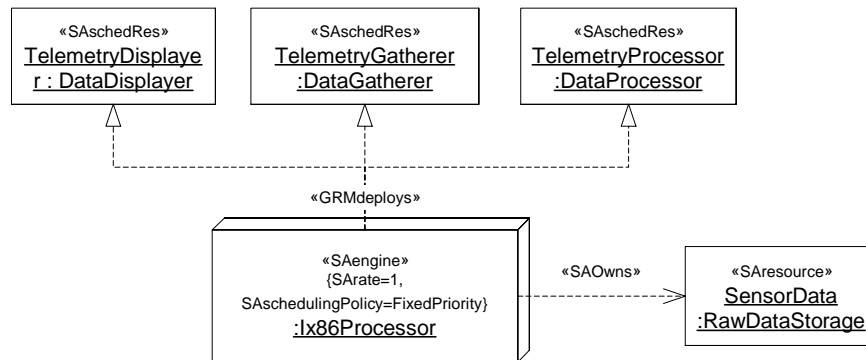 «SAschedRes»
TelemetryDisplaye
r : DataDisplayer
«SAschedRes»
TelemetryGatherer
:DataGatherer
«SAschedRes»
TelemetryProcessor
:DataProcessor
«GRMdeploys»
«SAengine»
{SArate=1,
SAschedulingPolicy=FixedPriority}
:Ix86Processor
«SAOwns»
«SAresource»
SensorData
:RawDataStorage